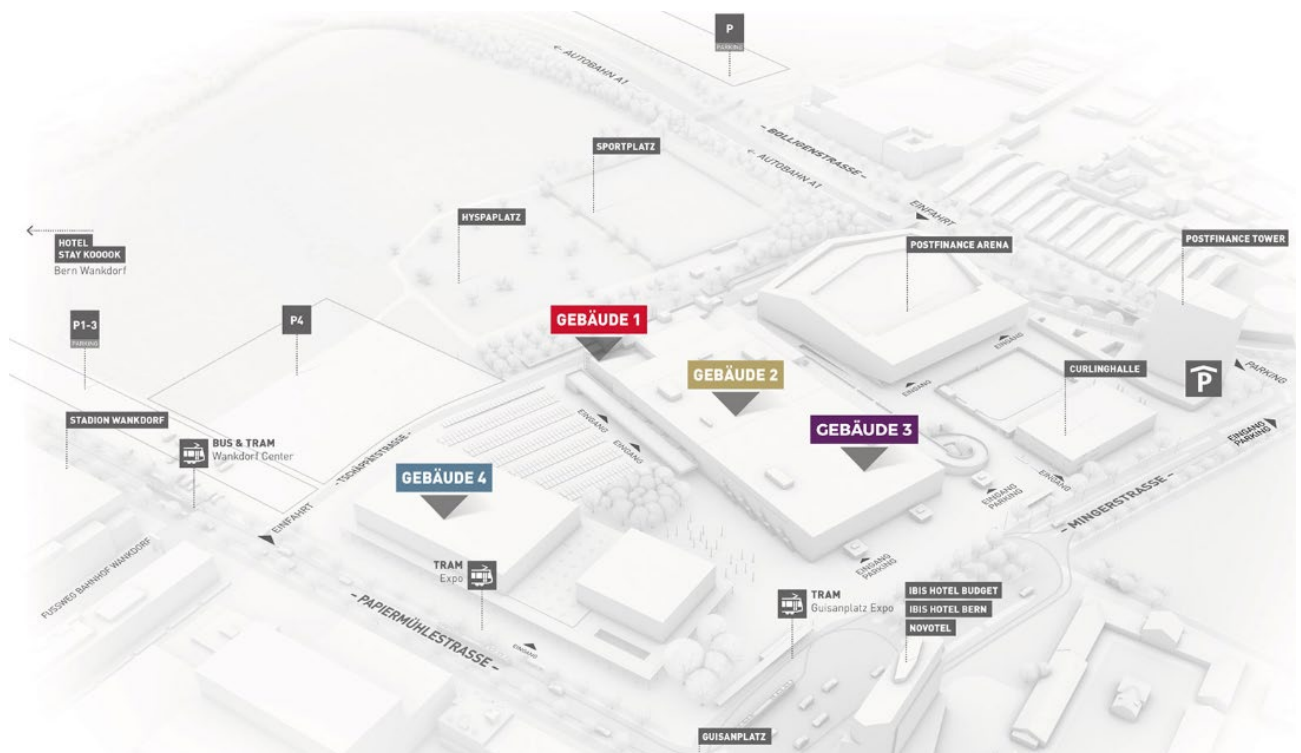 P
PARKING
← AUTOBAHN A1
- BOLLIGENSTRASSE -
SPORTPLATZ
← AUTOBAHN A1
EINFAHRT
HYSPAPLATZ
HOTEL
STAY KOOOOK
Bern Wankdorf
POSTFINANCE ARENA
POSTFINANCE TOWER
P1-3
PARKING
P4
GEBÄUDE 1
GEBÄUDE 2
GEBÄUDE 3
GEBÄUDE 4
EINGANG
CURLINGHALLE
P
PARKING
STADION WANKDORF
BUS & TRAM
Wankdorf Center
- TSCHÄPPÄTSTRASSE -
EINGANG
EINGANG
EINGANG
PARKING
EINFAHRT
EINGANG
PARKING
EINGANG
- MINGERSTRASSE -
FUSSWEG BAHNHOF WANKDORF
TRAM
Expo
EINGANG
PARKING
- PAPIERMÜHLESTRASSE -
EINGANG
TRAM
Guisanplatz Expo
IBIS HOTEL BUDGET
IBIS HOTEL BERN
NOVOTEL
GUISANPLATZ